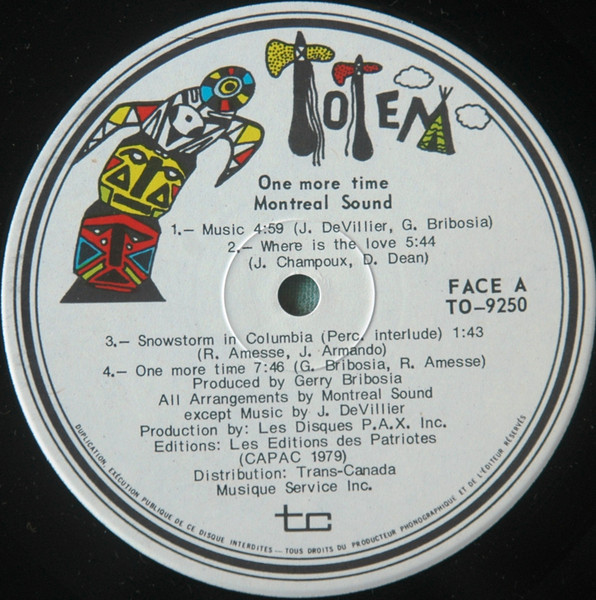 TOTEM
One more time
Montreal Sound
1.— Music 4:59 (J. DeVillier, G. Bribosia)
2.— Where is the love 5:44
(J. Champoux, D. Dean)
FACE A
TO-9250
3.— Snowstorm in Columbia (Perc. interlude) 1:43
(R. Amesse, J. Armando)
4.— One more time 7:46 (G. Bribosia, R. Amesse)
Produced by Gerry Bribosia
All Arrangements by Montreal Sound
except Music by J. DeVillier
Production by: Les Disques P.A.X. Inc.
Editions: Les Editions des Patriotes
(CAPAC 1979)
Distribution: Trans-Canada
Musique Service Inc.
tc
DUPLICATION, EXÉCUTION PUBLIQUE DE CE DISQUE INTERDITES — TOUS DROITS DU PRODUCTEUR PHONOGRAPHIQUE ET DE L'ÉDITEUR RÉSERVÉS